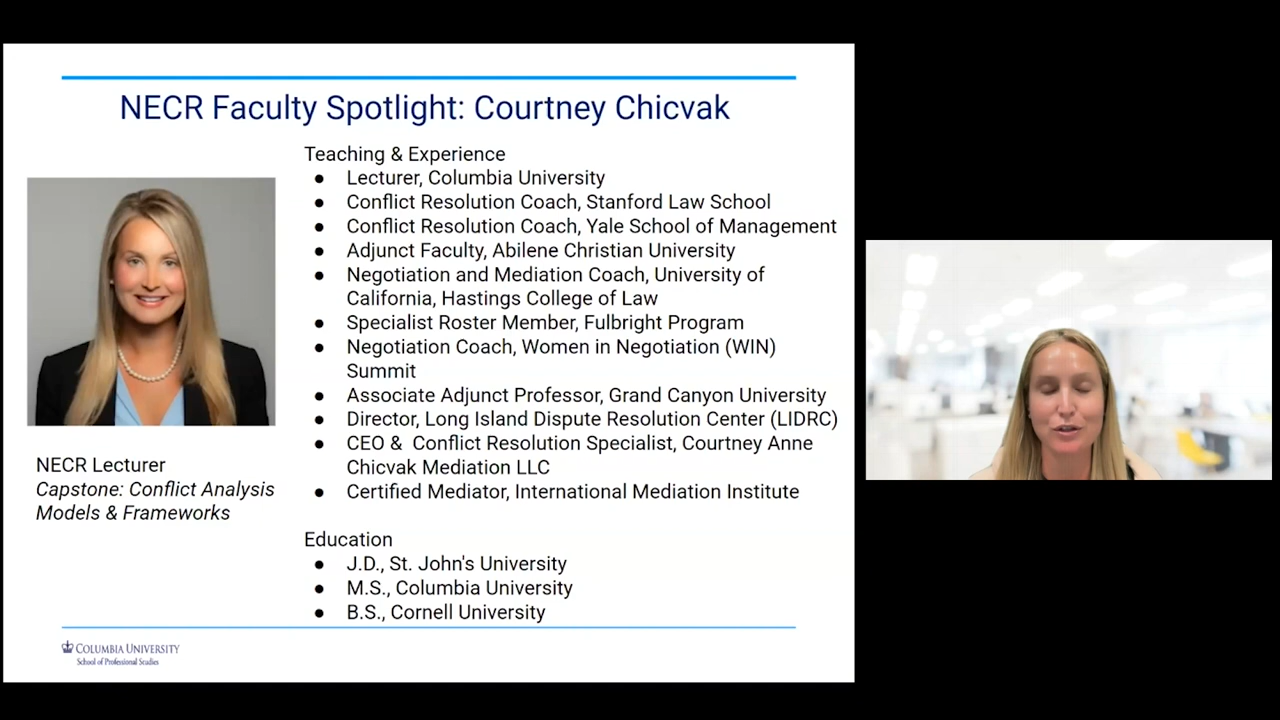 NECR Faculty Spotlight: Courtney Chicvak
Teaching & Experience
● Lecturer, Columbia University
● Conflict Resolution Coach, Stanford Law School
● Conflict Resolution Coach, Yale School of Management
● Adjunct Faculty, Abilene Christian University
● Negotiation and Mediation Coach, University of
California, Hastings College of Law
● Specialist Roster Member, Fulbright Program
● Negotiation Coach, Women in Negotiation (WIN)
Summit
● Associate Adjunct Professor, Grand Canyon University
● Director, Long Island Dispute Resolution Center (LIDRC)
● CEO & Conflict Resolution Specialist, Courtney Anne
Chicvak Mediation LLC
● Certified Mediator, International Mediation Institute
Education
● J.D., St. John's University
● M.S., Columbia University
● B.S., Cornell University
NECR Lecturer
Capstone: Conflict Analysis
Models & Frameworks
COLUMBIA UNIVERSITY
School of Professional Studies